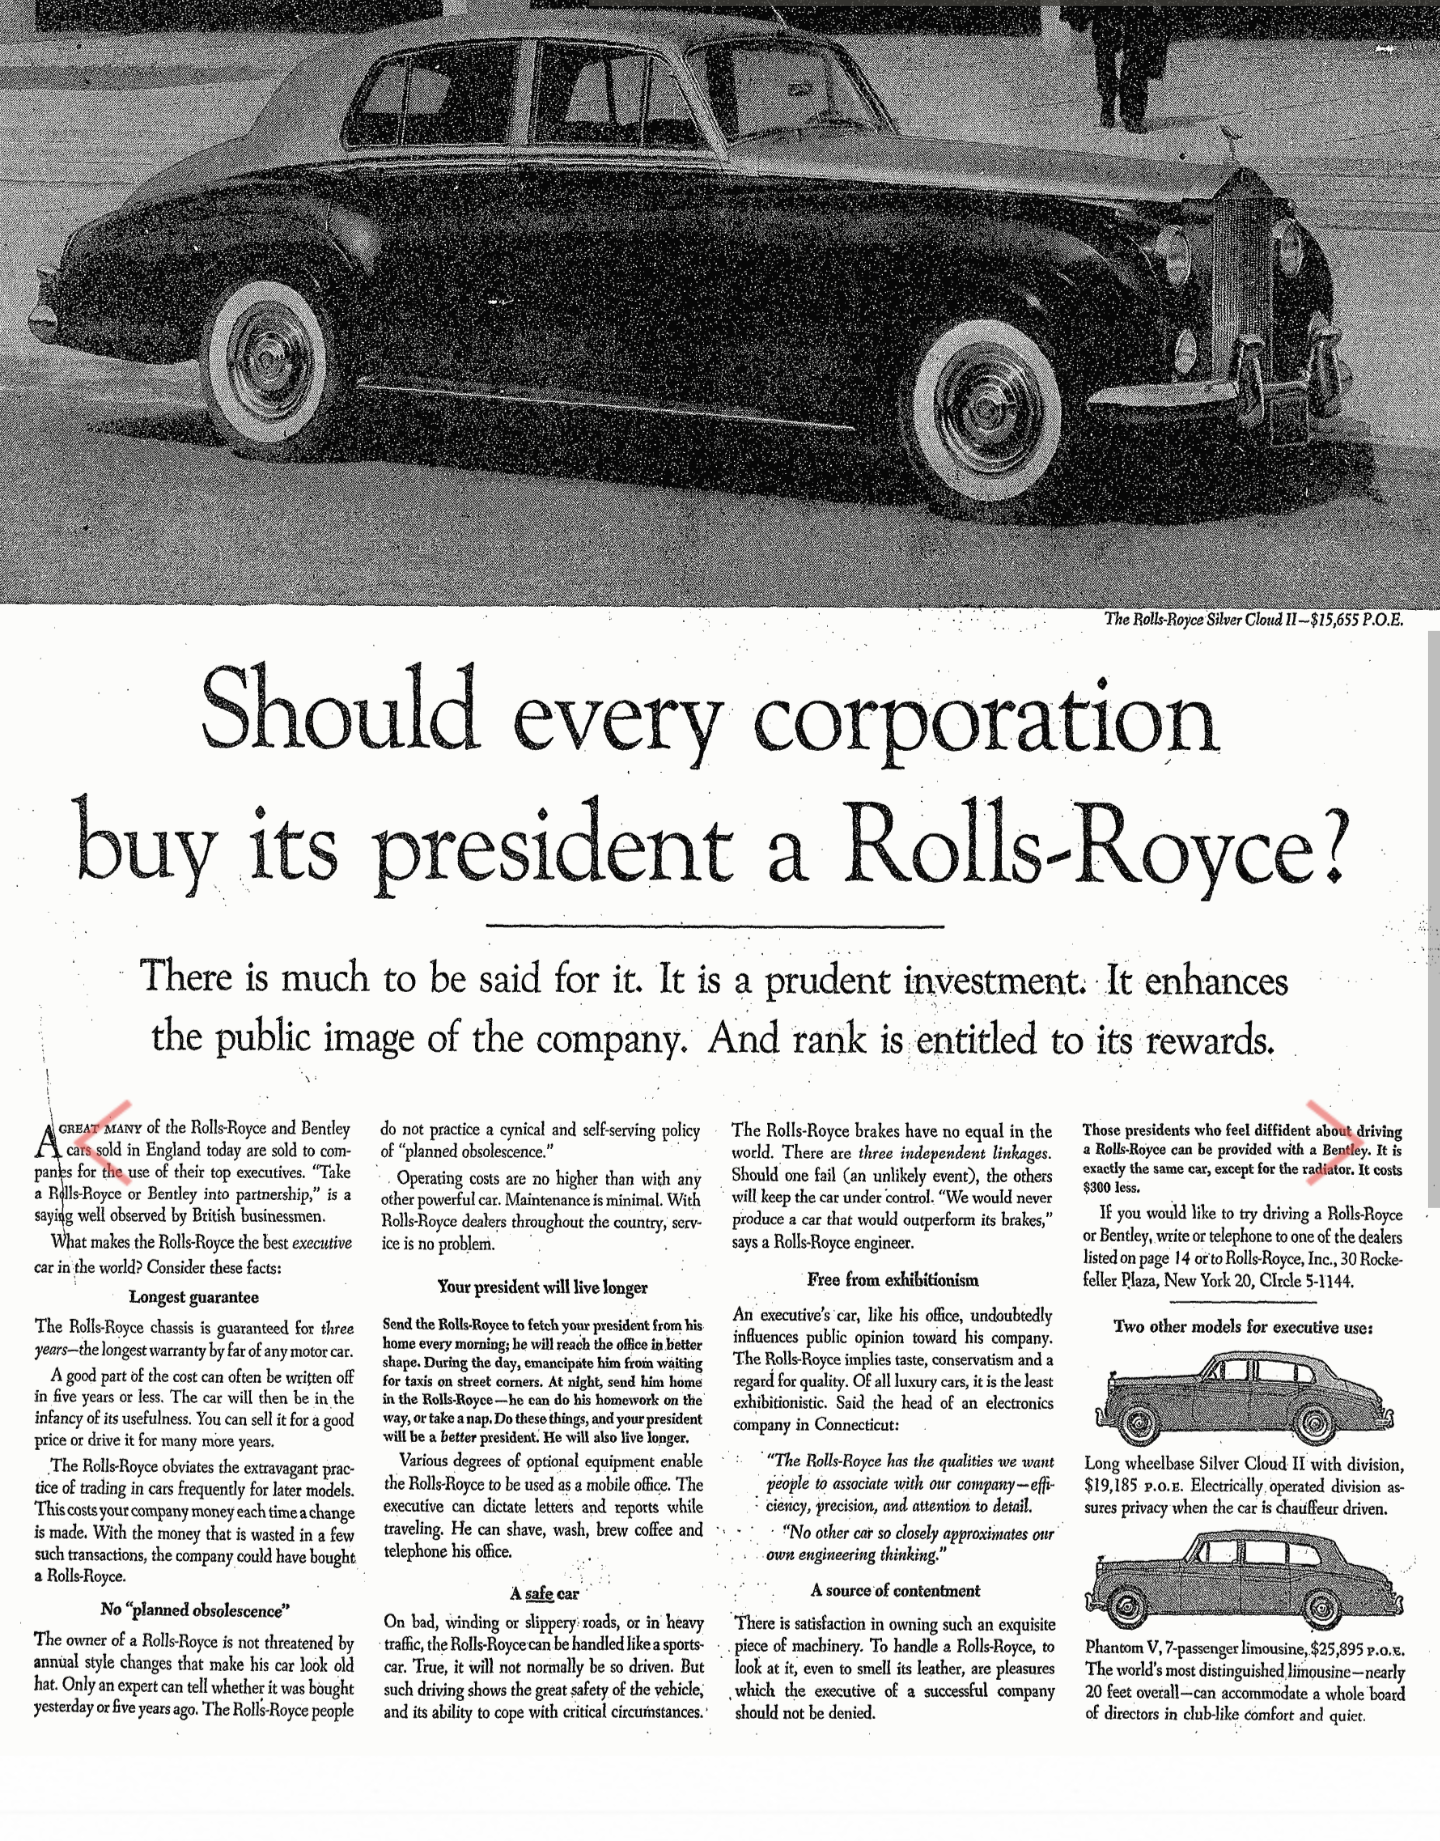 The Rolls-Royce Silver Cloud II—$15,655 P.O.E.
Should every corporation
buy its president a Rolls-Royce?
There is much to be said for it. It is a prudent investment. It enhances
the public image of the company. And rank is entitled to its rewards.
A GREAT MANY of the Rolls-Royce and Bentley
cars sold in England today are sold to com-
panies for the use of their top executives. “Take
a Rolls-Royce or Bentley into partnership,” is a
saying well observed by British businessmen.
What makes the Rolls-Royce the best executive
car in the world? Consider these facts:
Longest guarantee
The Rolls-Royce chassis is guaranteed for three
years—the longest warranty by far of any motor car.
A good part of the cost can often be written off
in five years or less. The car will then be in the
infancy of its usefulness. You can sell it for a good
price or drive it for many more years.
The Rolls-Royce obviates the extravagant prac-
tice of trading in cars frequently for later models.
This costs your company money each time a change
is made. With the money that is wasted in a few
such transactions, the company could have bought
a Rolls-Royce.
No “planned obsolescence”
The owner of a Rolls-Royce is not threatened by
annual style changes that make his car look old
hat. Only an expert can tell whether it was bought
yesterday or five years ago. The Rolls-Royce people
do not practice a cynical and self-serving policy
of “planned obsolescence.”
Operating costs are no higher than with any
other powerful car. Maintenance is minimal. With
Rolls-Royce dealers throughout the country, serv-
ice is no problem.
Your president will live longer
Send the Rolls-Royce to fetch your president from his
home every morning; he will reach the office in better
shape. During the day, emancipate him from waiting
for taxis on street corners. At night, send him home
in the Rolls-Royce—he can do his homework on the
way, or take a nap. Do these things, and your president
will be a better president. He will also live longer.
Various degrees of optional equipment enable
the Rolls-Royce to be used as a mobile office. The
executive can dictate letters and reports while
traveling. He can shave, wash, brew coffee and
telephone his office.
A safe car
On bad, winding or slippery roads, or in heavy
traffic, the Rolls-Royce can be handled like a sports-
car. True, it will not normally be so driven. But
such driving shows the great safety of the vehicle,
and its ability to cope with critical circumstances.
The Rolls-Royce brakes have no equal in the
world. There are three independent linkages.
Should one fail (an unlikely event), the others
will keep the car under control. “We would never
produce a car that would outperform its brakes,”
says a Rolls-Royce engineer.
Free from exhibitionism
An executive’s car, like his office, undoubtedly
influences public opinion toward his company.
The Rolls-Royce implies taste, conservatism and a
regard for quality. Of all luxury cars, it is the least
exhibitionistic. Said the head of an electronics
company in Connecticut:
“The Rolls-Royce has the qualities we want
people to associate with our company—effi-
ciency, precision, and attention to detail.
“No other car so closely approximates our
own engineering thinking.”
A source of contentment
There is satisfaction in owning such an exquisite
piece of machinery. To handle a Rolls-Royce, to
look at it, even to smell its leather, are pleasures
which the executive of a successful company
should not be denied.
Those presidents who feel diffident about driving
a Rolls-Royce can be provided with a Bentley. It is
exactly the same car, except for the radiator. It costs
$300 less.
If you would like to try driving a Rolls-Royce
or Bentley, write or telephone to one of the dealers
listed on page 14 or to Rolls-Royce, Inc., 30 Rocke-
feller Plaza, New York 20, CIrcle 5-1144.
Two other models for executive use:
Long wheelbase Silver Cloud II with division,
$19,185 P.O.E. Electrically operated division as-
sures privacy when the car is chauffeur driven.
Phantom V, 7-passenger limousine, $25,895 P.O.E.
The world’s most distinguished limousine—nearly
20 feet overall—can accommodate a whole board
of directors in club-like comfort and quiet.